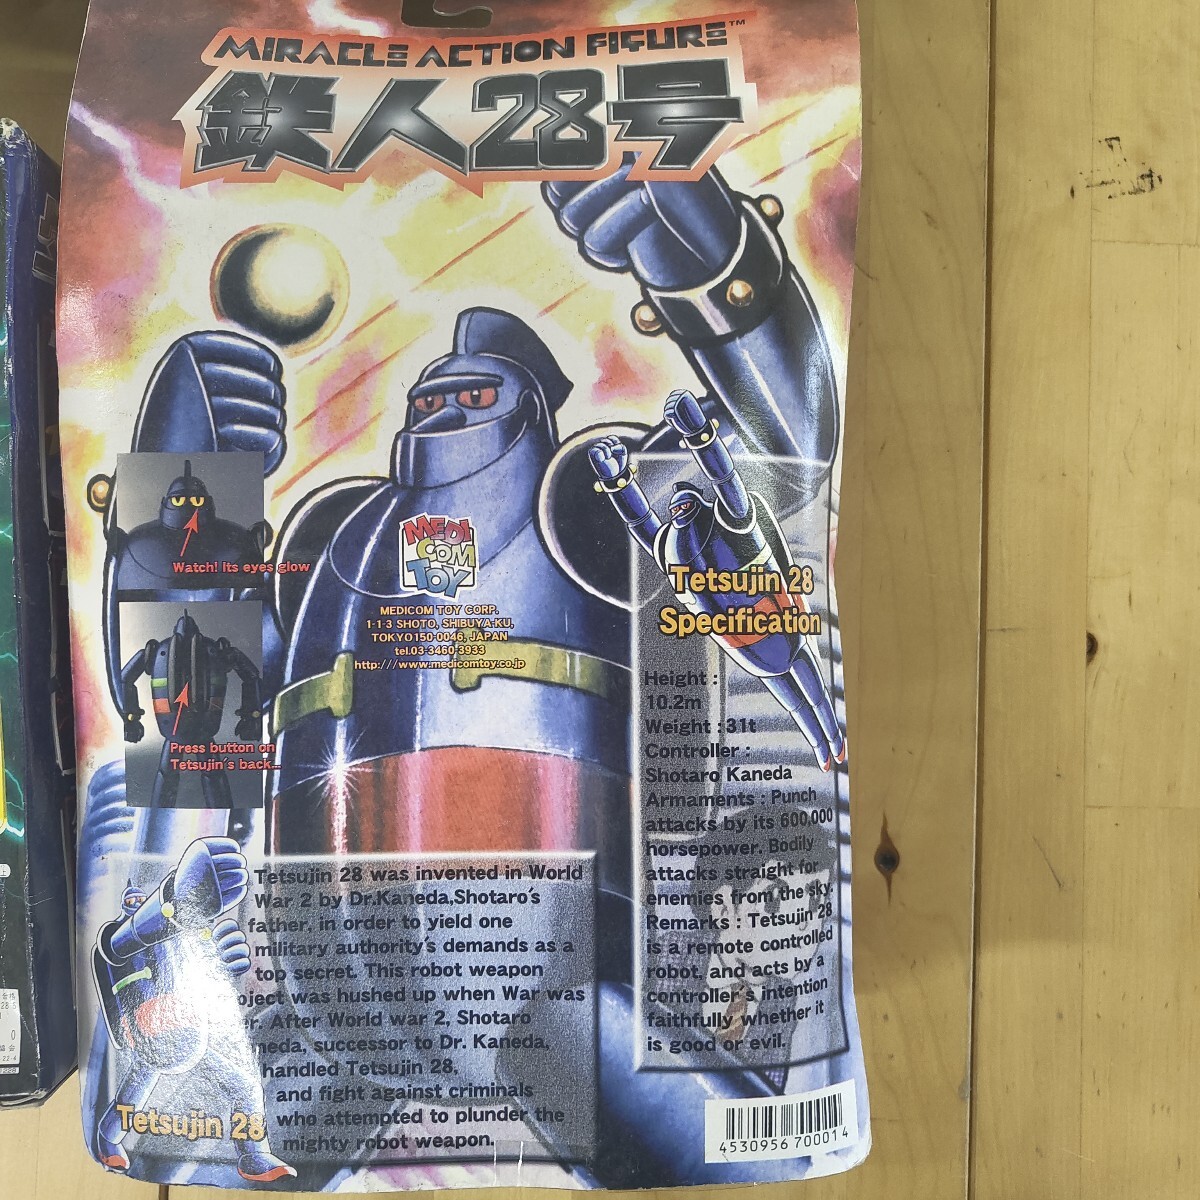 MIRACLE ACTION FIGURE™
鉄人28号
Watch! Its eyes glow
Press button on
Tetsujin's back...
MEDI
COM
TOY
MEDICOM TOY CORP.
1-1-3 SHOTO, SHIBUYA-KU,
TOKYO 150-0046, JAPAN
tel.03-3460-3933
http://www.medicomtoy.co.jp
Tetsujin 28
Specification
Height :
10.2m
Weight : 31t
Controller :
Shotaro Kaneda
Armaments : Punch
attacks by its 600,000
horsepower. Bodily
attacks straight for
enemies from the sky.
Remarks : Tetsujin 28
is a remote controlled
robot, and acts by a
controller's intention
faithfully whether it
is good or evil.
Tetsujin 28 was invented in World
War 2 by Dr.Kaneda,Shotaro's
father, in order to yield one
military authority's demands as a
top secret. This robot weapon
oject was hushed up when War was
er. After World war 2, Shotaro
neda, successor to Dr. Kaneda,
handled Tetsujin 28,
and fight against criminals
who attempted to plunder the
mighty robot weapon.
Tetsujin 28
4530956 700014